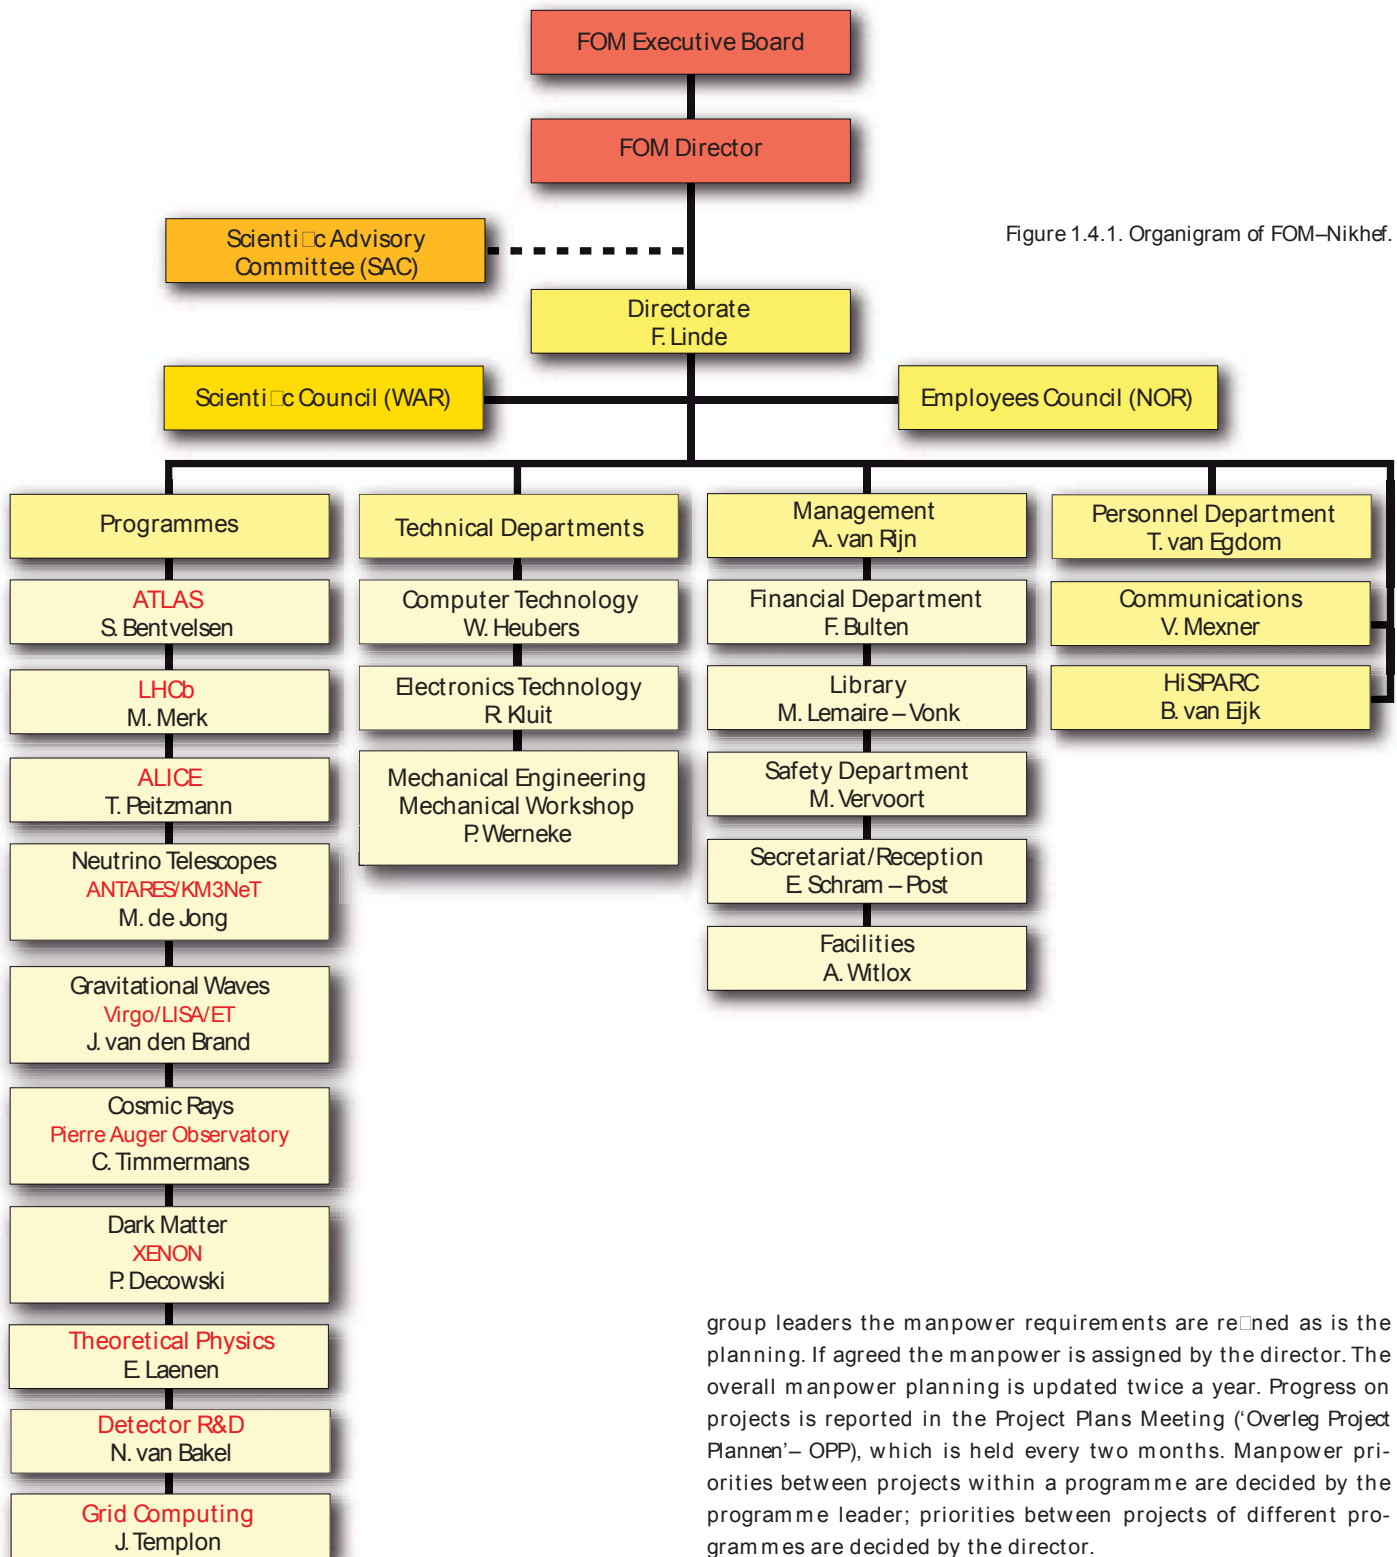 FOM Executive Board
FOM Director
Scienti□c Advisory
Committee (SAC)
Figure 1.4.1. Organigram of FOM–Nikhef.
Directorate
F. Linde
Scienti□c Council (WAR)
Employees Council (NOR)
Programmes
ATLAS
S. Bentvelsen
LHCb
M. Merk
ALICE
T. Peitzmann
Neutrino Telescopes
ANTARES/KM3NeT
M. de Jong
Gravitational Waves
Virgo/LISA/ET
J. van den Brand
Cosmic Rays
Pierre Auger Observatory
C. Timmermans
Dark Matter
XENON
P. Decowski
Theoretical Physics
E. Laenen
Detector R&D
N. van Bakel
Grid Computing
J. Templon
Technical Departments
Computer Technology
W. Heubers
Electronics Technology
R. Kluit
Mechanical Engineering
Mechanical Workshop
P. Werneke
Management
A. van Rijn
Financial Department
F. Bulten
Library
M. Lemaire – Vonk
Safety Department
M. Vervoort
Secretariat/Reception
E. Schram – Post
Facilities
A. Witlox
Personnel Department
T. van Egdom
Communications
V. Mexner
HiSPARC
B. van Eijk
group leaders the manpower requirements are re□ned as is the
planning. If agreed the manpower is assigned by the director. The
overall manpower planning is updated twice a year. Progress on
projects is reported in the Project Plans Meeting (‘Overleg Project
Plannen’ – OPP), which is held every two months. Manpower pri-
orities between projects within a programme are decided by the
programme leader; priorities between projects of different pro-
grammes are decided by the director.